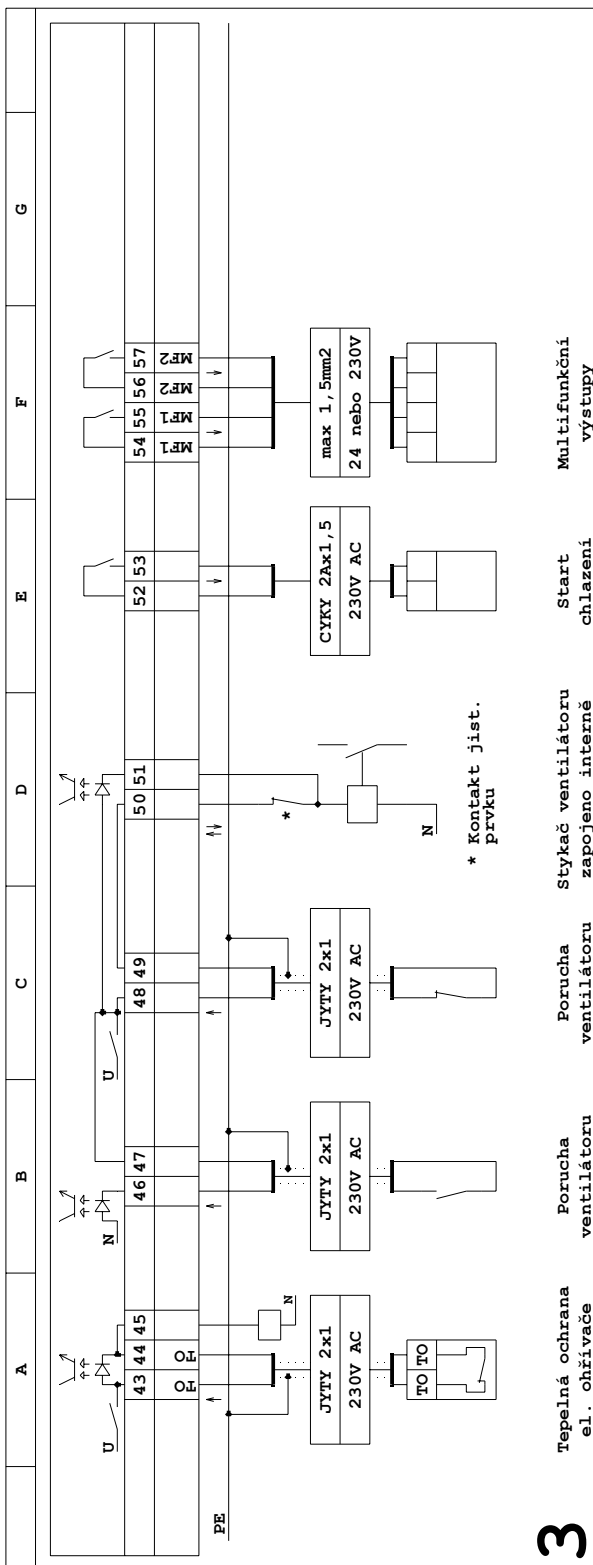 A B C D E F G
U N U
43 44 45 46 47 48 49 50 51 52 53 54 55 56 57
TO TO MF1 MF1 MF2 MF2
PE
N
*
N
JYTY 2x1
230V AC
JYTY 2x1
230V AC
JYTY 2x1
230V AC
CYKY 2Ax1,5
230V AC
max 1,5mm2
24 nebo 230V
TO TO
* Kontakt jist.
prvku
Tepelná ochrana
el. ohřívače
Porucha
ventilátoru
Porucha
ventilátoru
Stykač ventilátoru
zapojeno interně
Start
chlazení
Multifunkční
výstupy
3